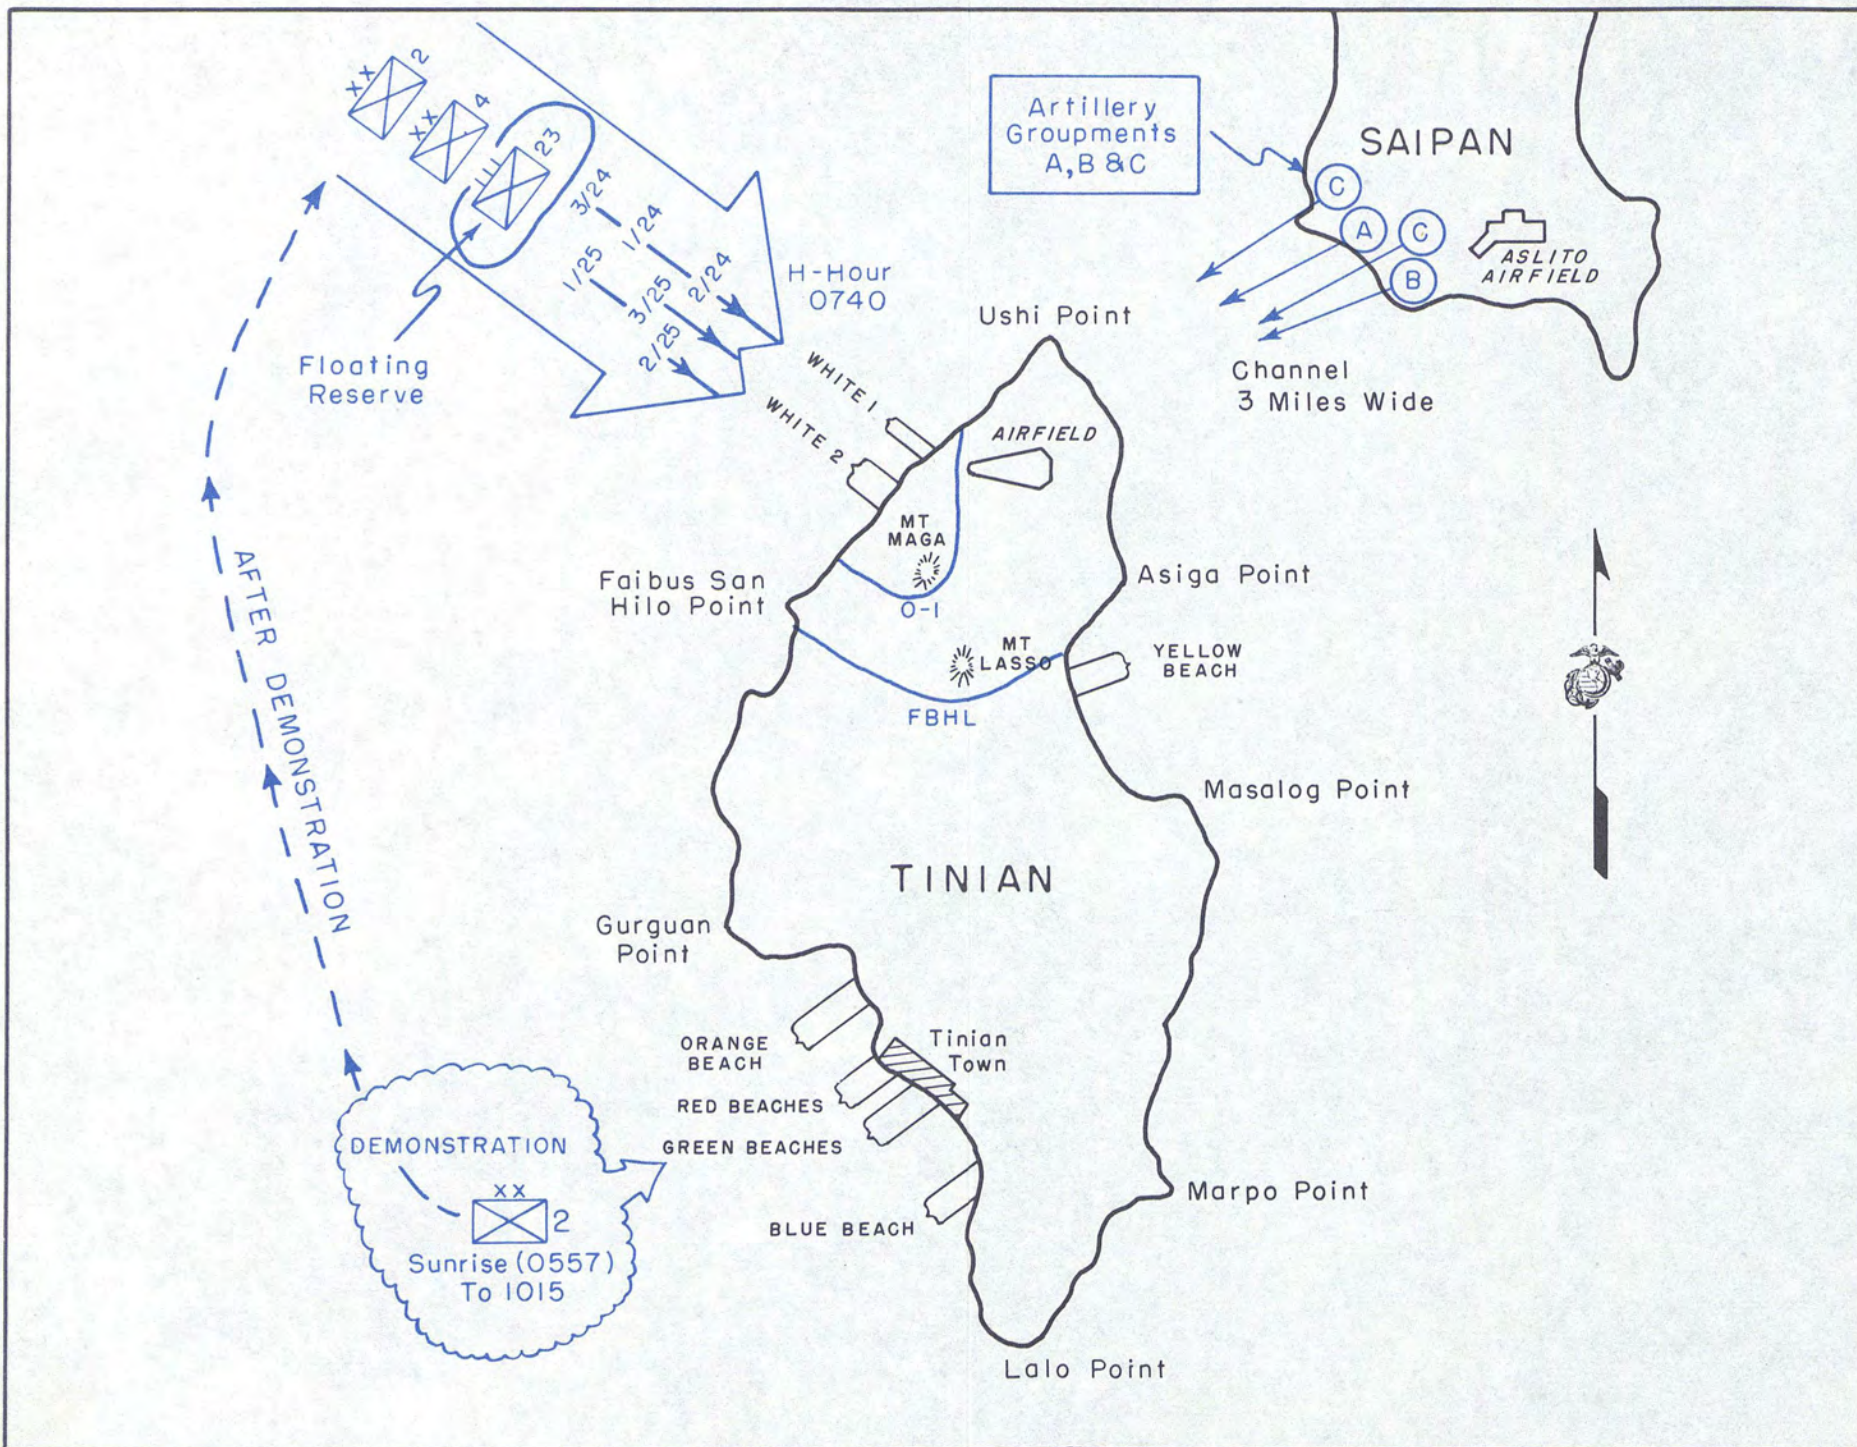 XX
2
XX
4
IIII
23
3/24
1/24
2/24
1/25
3/25
2/25
H-Hour
0740
Floating
Reserve
Artillery
Groupments
A, B & C
SAIPAN
C
A
C
B
ASLITO
AIRFIELD
Channel
3 Miles Wide
Ushi Point
WHITE 1
WHITE 2
AIRFIELD
MT
MAGA
O-1
Faibus San
Hilo Point
Asiga Point
MT
LASSO
YELLOW
BEACH
FBHL
Masalog Point
TINIAN
Gurguan
Point
ORANGE
BEACH
Tinian
Town
RED BEACHES
GREEN BEACHES
BLUE BEACH
Marpo Point
Lalo Point
AFTER DEMONSTRATION
DEMONSTRATION
XX
2
Sunrise (0557)
To 1015